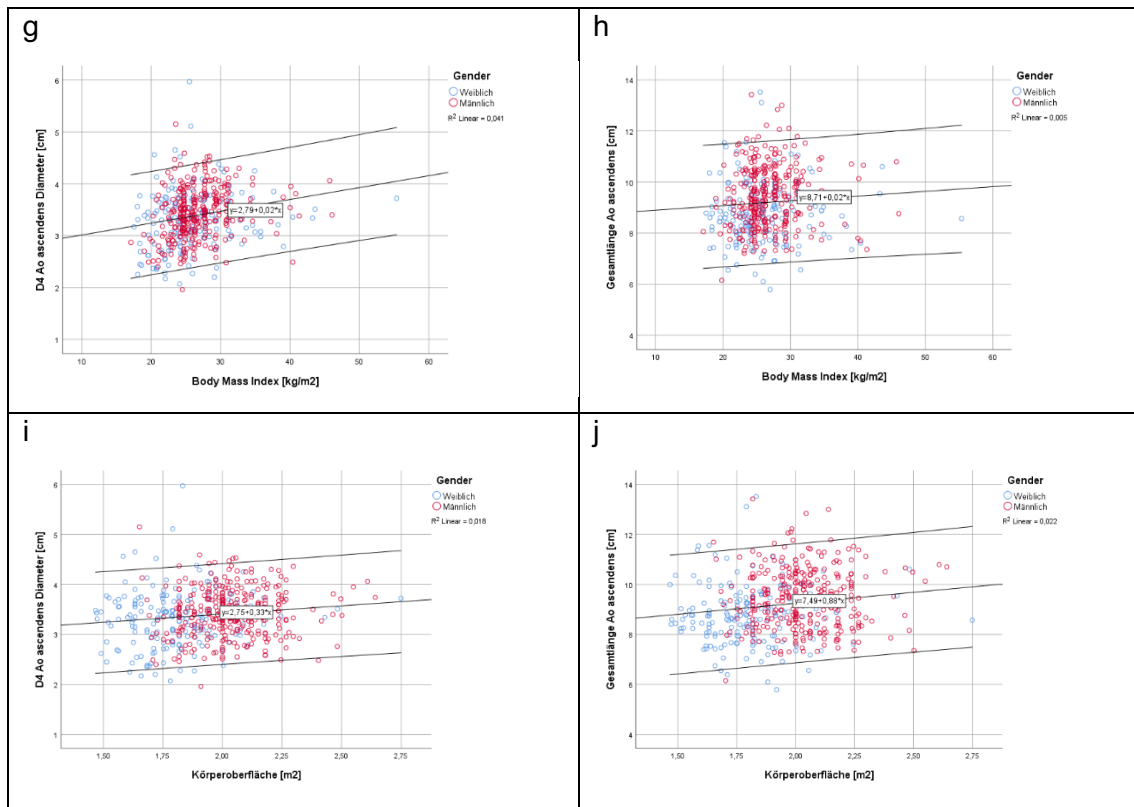 g
D4 Ao ascendens Diameter [cm]
6
5
4
3
2
1
y=2,79+0,02*x
10 20 30 40 50 60
Body Mass Index [kg/m2]
Gender
Weiblich
Männlich
R² Linear = 0,041
h
Gesamtlänge Ao ascendens [cm]
14
12
10
8
6
4
y=8,71+0,02*x
10 20 30 40 50 60
Body Mass Index [kg/m2]
Gender
Weiblich
Männlich
R² Linear = 0,005
i
D4 Ao ascendens Diameter [cm]
6
5
4
3
2
1
y=2,75+0,33*x
1,50 1,75 2,00 2,25 2,50 2,75
Körperoberfläche [m2]
Gender
Weiblich
Männlich
R² Linear = 0,018
j
Gesamtlänge Ao ascendens [cm]
14
12
10
8
6
4
y=7,49+0,88*x
1,50 1,75 2,00 2,25 2,50 2,75
Körperoberfläche [m2]
Gender
Weiblich
Männlich
R² Linear = 0,022